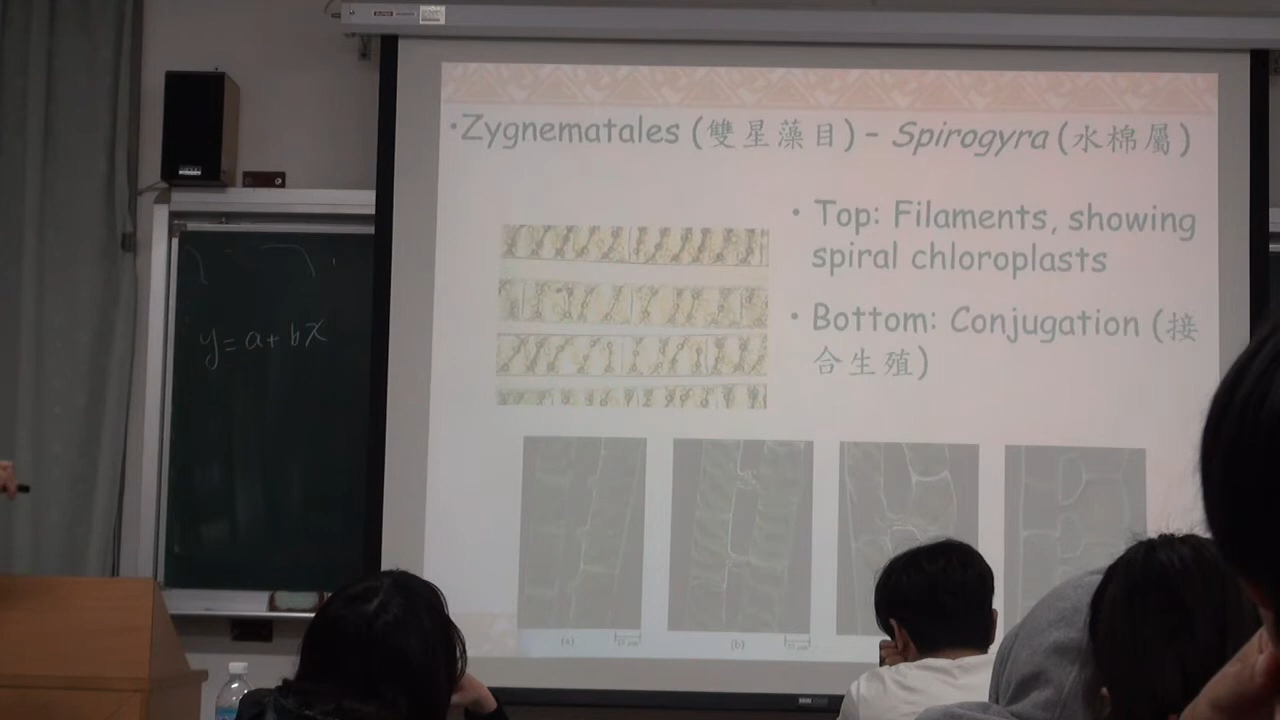 •Zygnematales (雙星藻目) – Spirogyra (水棉屬)
• Top: Filaments, showing
spiral chloroplasts
• Bottom: Conjugation (接
合生殖)
y=a+bx
(a)
(b)